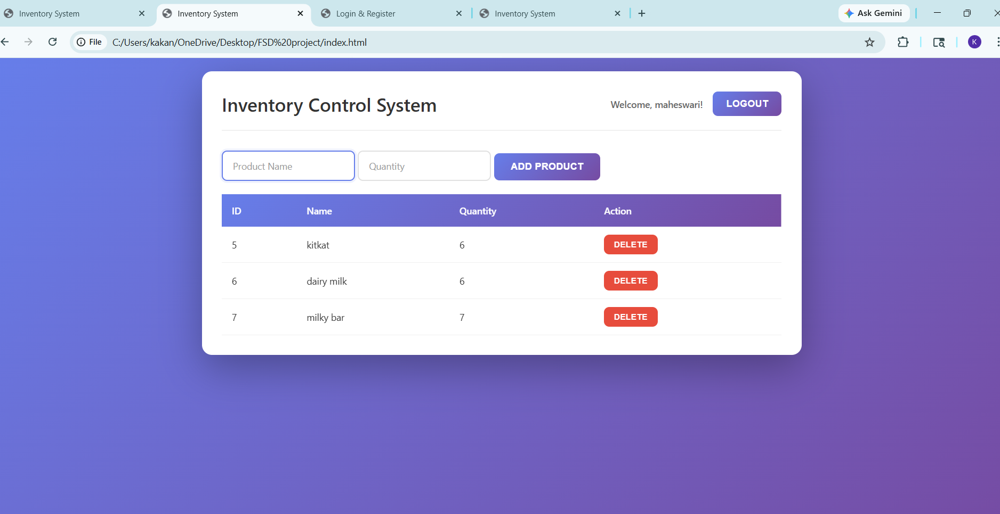 Inventory System
Inventory System
Login & Register
Inventory System
Ask Gemini
File C:/Users/kakan/OneDrive/Desktop/FSD%20project/index.html
K
Inventory Control System
Welcome, maheswari!
LOGOUT
Product Name
Quantity
ADD PRODUCT
ID Name Quantity Action
5 kitkat 6 DELETE
6 dairy milk 6 DELETE
7 milky bar 7 DELETE